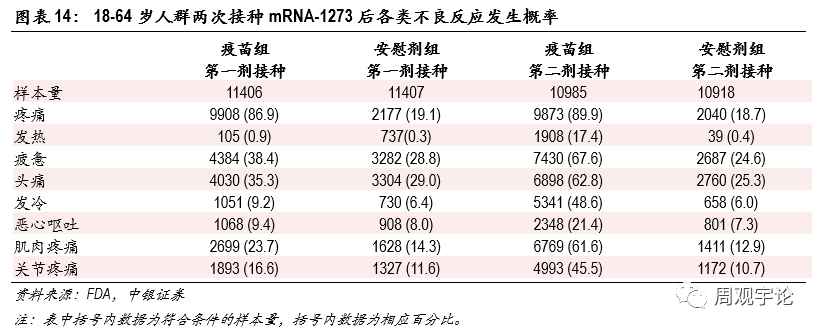 图表 14： 18-64 岁人群两次接种 mRNA-1273 后各类不良反应发生概率
疫苗组 安慰剂组 疫苗组 安慰剂组
第一剂接种 第一剂接种 第二剂接种 第二剂接种
样本量 11406 11407 10985 10918
疼痛 9908 (86.9) 2177 (19.1) 9873 (89.9) 2040 (18.7)
发热 105 (0.9) 737(0.3) 1908 (17.4) 39 (0.4)
疲惫 4384 (38.4) 3282 (28.8) 7430 (67.6) 2687 (24.6)
头痛 4030 (35.3) 3304 (29.0) 6898 (62.8) 2760 (25.3)
发冷 1051 (9.2) 730 (6.4) 5341 (48.6) 658 (6.0)
恶心呕吐 1068 (9.4) 908 (8.0) 2348 (21.4) 801 (7.3)
肌肉疼痛 2699 (23.7) 1628 (14.3) 6769 (61.6) 1411 (12.9)
关节疼痛 1893 (16.6) 1327 (11.6) 4993 (45.5) 1172 (10.7)
资料来源：FDA，中银证券
注：表中括号内数据为符合条件的样本量，括号内数据为相应百分比。
周观宇论